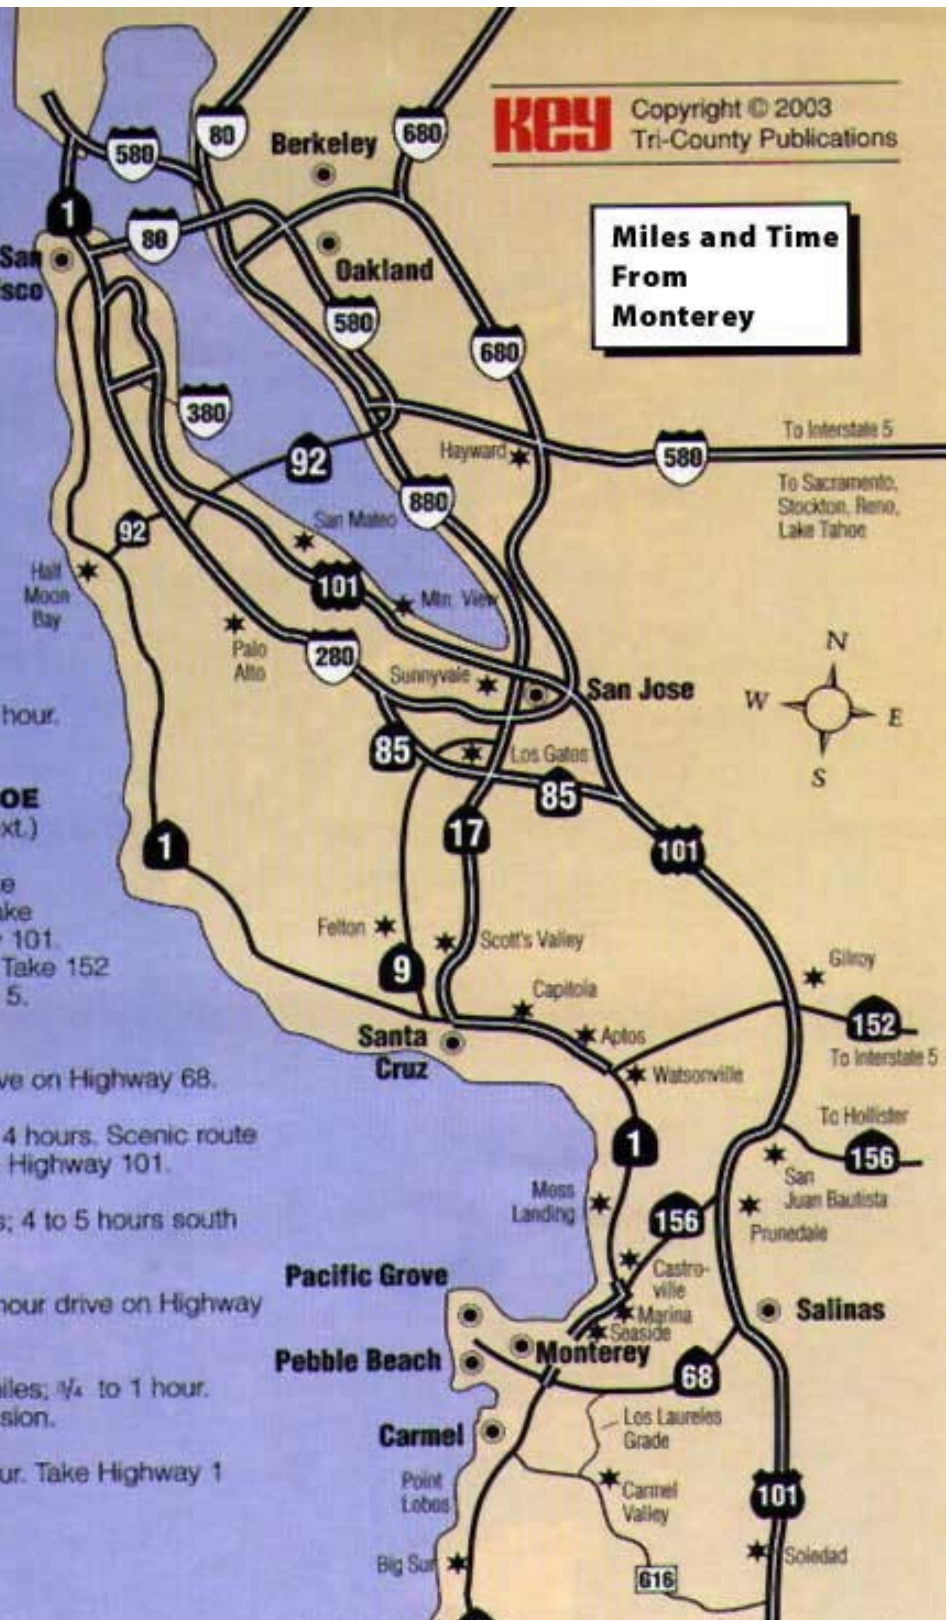 80
680
KEY
Copyright © 2003
Tri-County Publications
Berkeley
580
1
80
Miles and Time
From
Monterey
San
isco
Oakland
580
680
380
To Interstate 5
Hayward
580
92
To Sacramento,
Stockton, Reno,
Lake Tahoe
880
San Mateo
92
Half
Moon
Bay
101
Mtn. View
Palo
Alto
280
Sunnyvale
San Jose
N
W
E
S
hour.
85
Los Gatos
85
OE
xt.)
17
1
101
e
ake
y 101.
Take 152
5.
Felton
Scott's Valley
9
Gilroy
Capitola
152
To Interstate 5
Santa
Cruz
Aptos
Watsonville
ve on Highway 68.
To Hollister
4 hours. Scenic route
Highway 101.
1
156
San
Juan Bautista
Moss
Landing
s; 4 to 5 hours south
156
Prunedale
Pacific Grove
Castro-
ville
hour drive on Highway
Marina
Salinas
Seaside
Pebble Beach
Monterey
68
iles; ¾ to 1 hour.
sion.
Carmel
Los Laureles
Grade
ur. Take Highway 1
Point
Lobos
Carmel
Valley
101
Big Sur
G16
Soledad